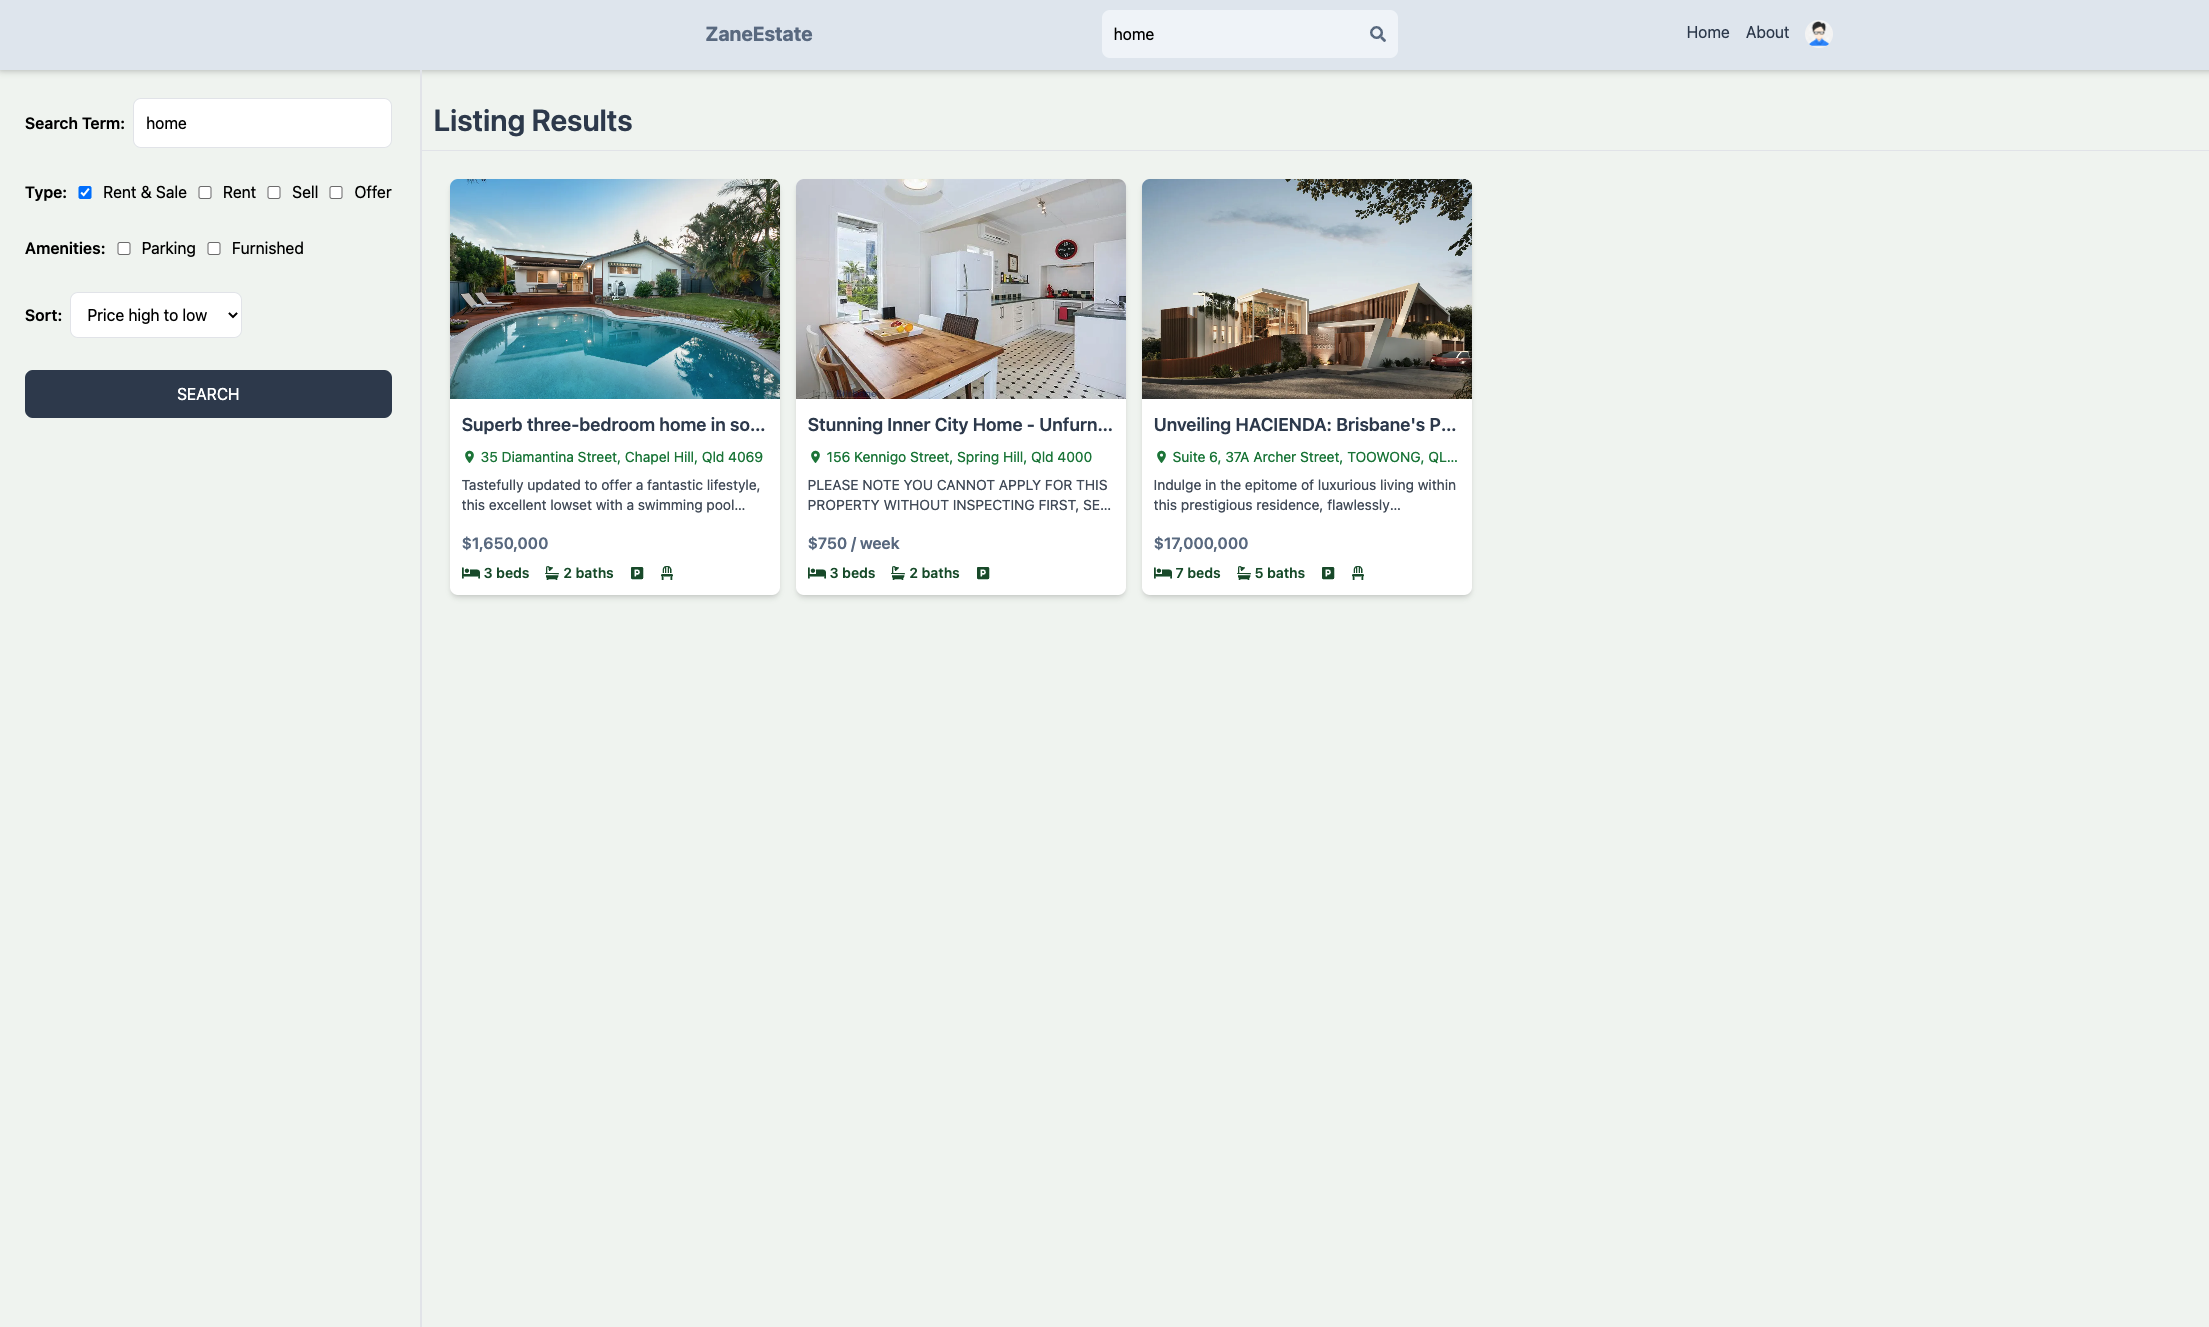 ZaneEstate
home
Home
About
Search Term:
home
Type:
Rent & Sale
Rent
Sell
Offer
Amenities:
Parking
Furnished
Sort:
Price high to low
SEARCH
Listing Results
Superb three-bedroom home in so...
35 Diamantina Street, Chapel Hill, Qld 4069
Tastefully updated to offer a fantastic lifestyle,
this excellent lowset with a swimming pool...
$1,650,000
3 beds
2 baths
P
Stunning Inner City Home - Unfurn...
156 Kennigo Street, Spring Hill, Qld 4000
PLEASE NOTE YOU CANNOT APPLY FOR THIS
PROPERTY WITHOUT INSPECTING FIRST, SE...
$750 / week
3 beds
2 baths
P
Unveiling HACIENDA: Brisbane's P...
Suite 6, 37A Archer Street, TOOWONG, QL...
Indulge in the epitome of luxurious living within
this prestigious residence, flawlessly...
$17,000,000
7 beds
5 baths
P